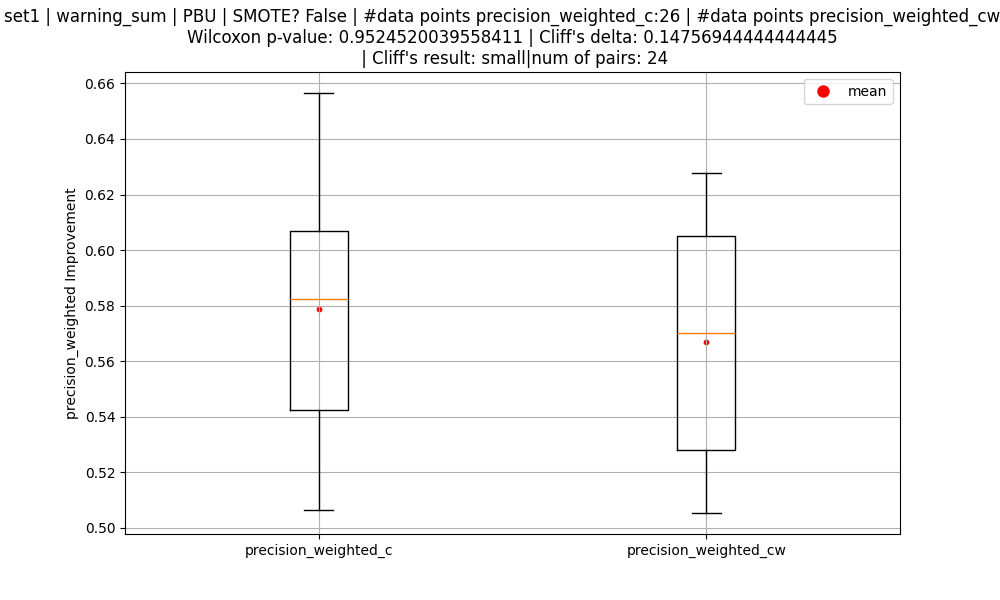 set1 | warning_sum | PBU | SMOTE? False | #data points precision_weighted_c:26 | #data points precision_weighted_cw
Wilcoxon p-value: 0.9524520039558411 | Cliff's delta: 0.14756944444444445
| Cliff's result: small|num of pairs: 24
mean
0.66
0.64
0.62
0.60
0.58
0.56
0.54
0.52
0.50
precision_weighted Improvement
precision_weighted_c
precision_weighted_cw